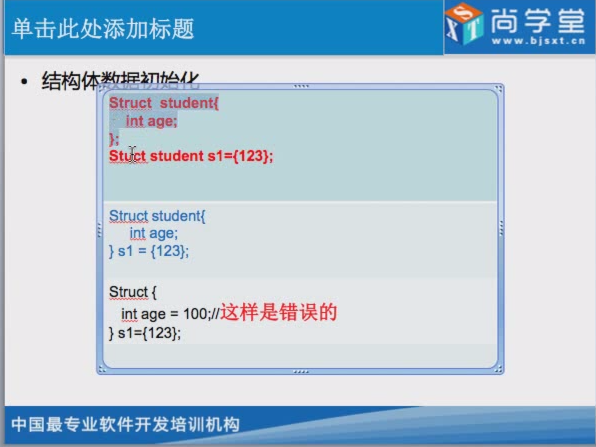 单击此处添加标题
尚学堂
www.bjsxt.cn
• 结构体数据初始化
Struct student{
int age;
};
Stuct student s1={123};
Struct student{
int age;
} s1 = {123};
Struct {
int age = 100;//这样是错误的
} s1={123};
中国最专业软件开发培训机构